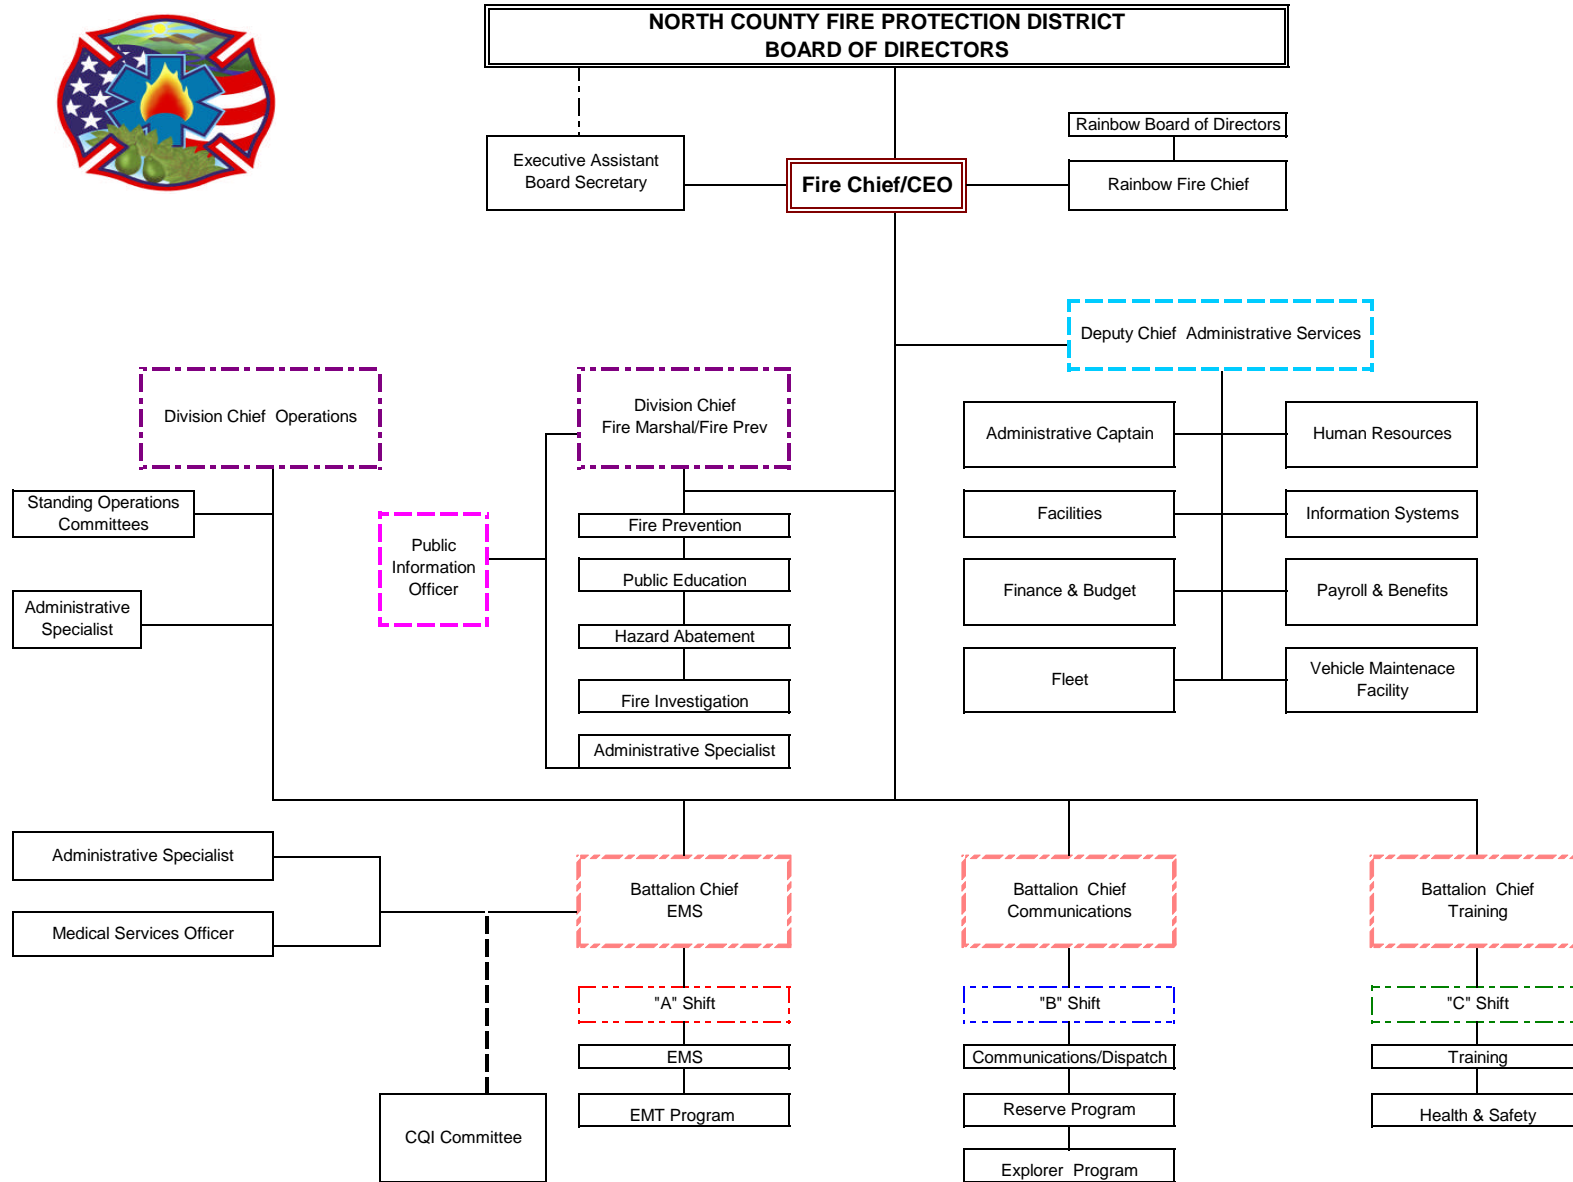 NORTH COUNTY FIRE PROTECTION DISTRICT
BOARD OF DIRECTORS
Executive Assistant
Board Secretary
Fire Chief/CEO
Rainbow Board of Directors
Rainbow Fire Chief
Deputy Chief  Administrative Services
Division Chief  Operations
Division Chief
Fire Marshal/Fire Prev
Administrative Captain
Human Resources
Standing Operations
Committees
Public
Information
Officer
Fire Prevention
Facilities
Information Systems
Public Education
Administrative
Specialist
Finance & Budget
Payroll & Benefits
Hazard Abatement
Fire Investigation
Fleet
Vehicle Maintenace
Facility
Administrative Specialist
Administrative Specialist
Medical Services Officer
Battalion Chief
EMS
Battalion  Chief
Communications
Battalion  Chief
Training
"A" Shift
"B" Shift
"C" Shift
EMS
Communications/Dispatch
Training
EMT Program
Reserve Program
Health & Safety
CQI Committee
Explorer  Program